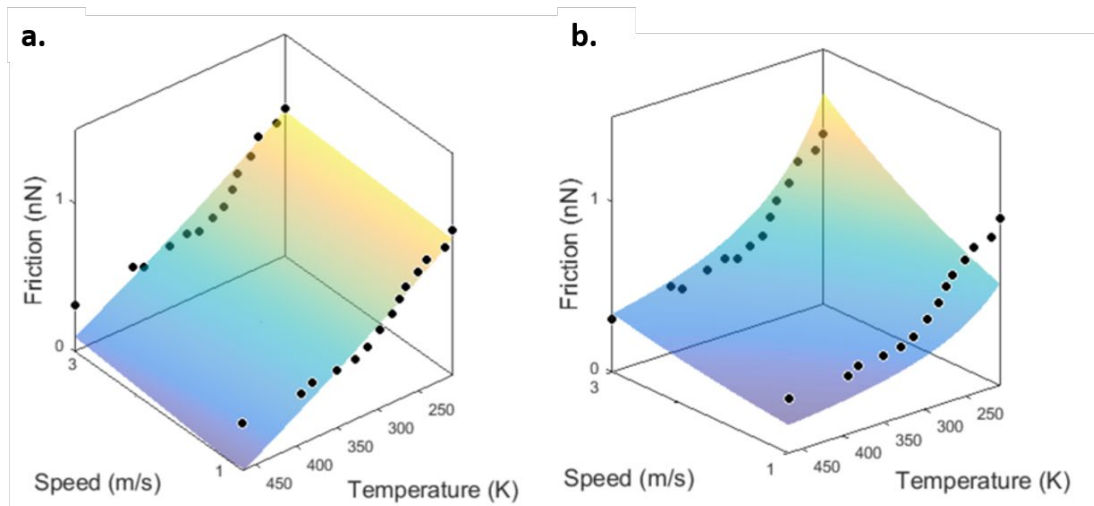 a.
Friction (nN)
1
0
3
Speed (m/s)
1
450
400
350
300
250
Temperature (K)
b.
Friction (nN)
1
0
3
Speed (m/s)
1
450
400
350
300
250
Temperature (K)